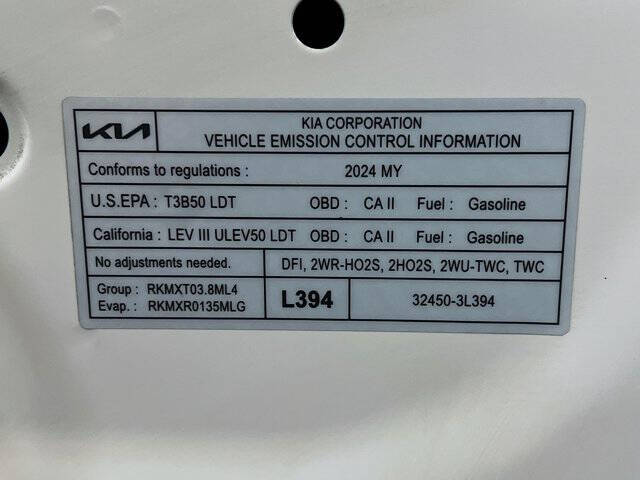 KIA KIA CORPORATION
VEHICLE EMISSION CONTROL INFORMATION
Conforms to regulations : 2024 MY
U.S.EPA : T3B50 LDT OBD : CA II Fuel : Gasoline
California : LEV III ULEV50 LDT OBD : CA II Fuel : Gasoline
No adjustments needed. DFI, 2WR-HO2S, 2HO2S, 2WU-TWC, TWC
Group : RKMXT03.8ML4
Evap. : RKMXR0135MLG
L394 32450-3L394